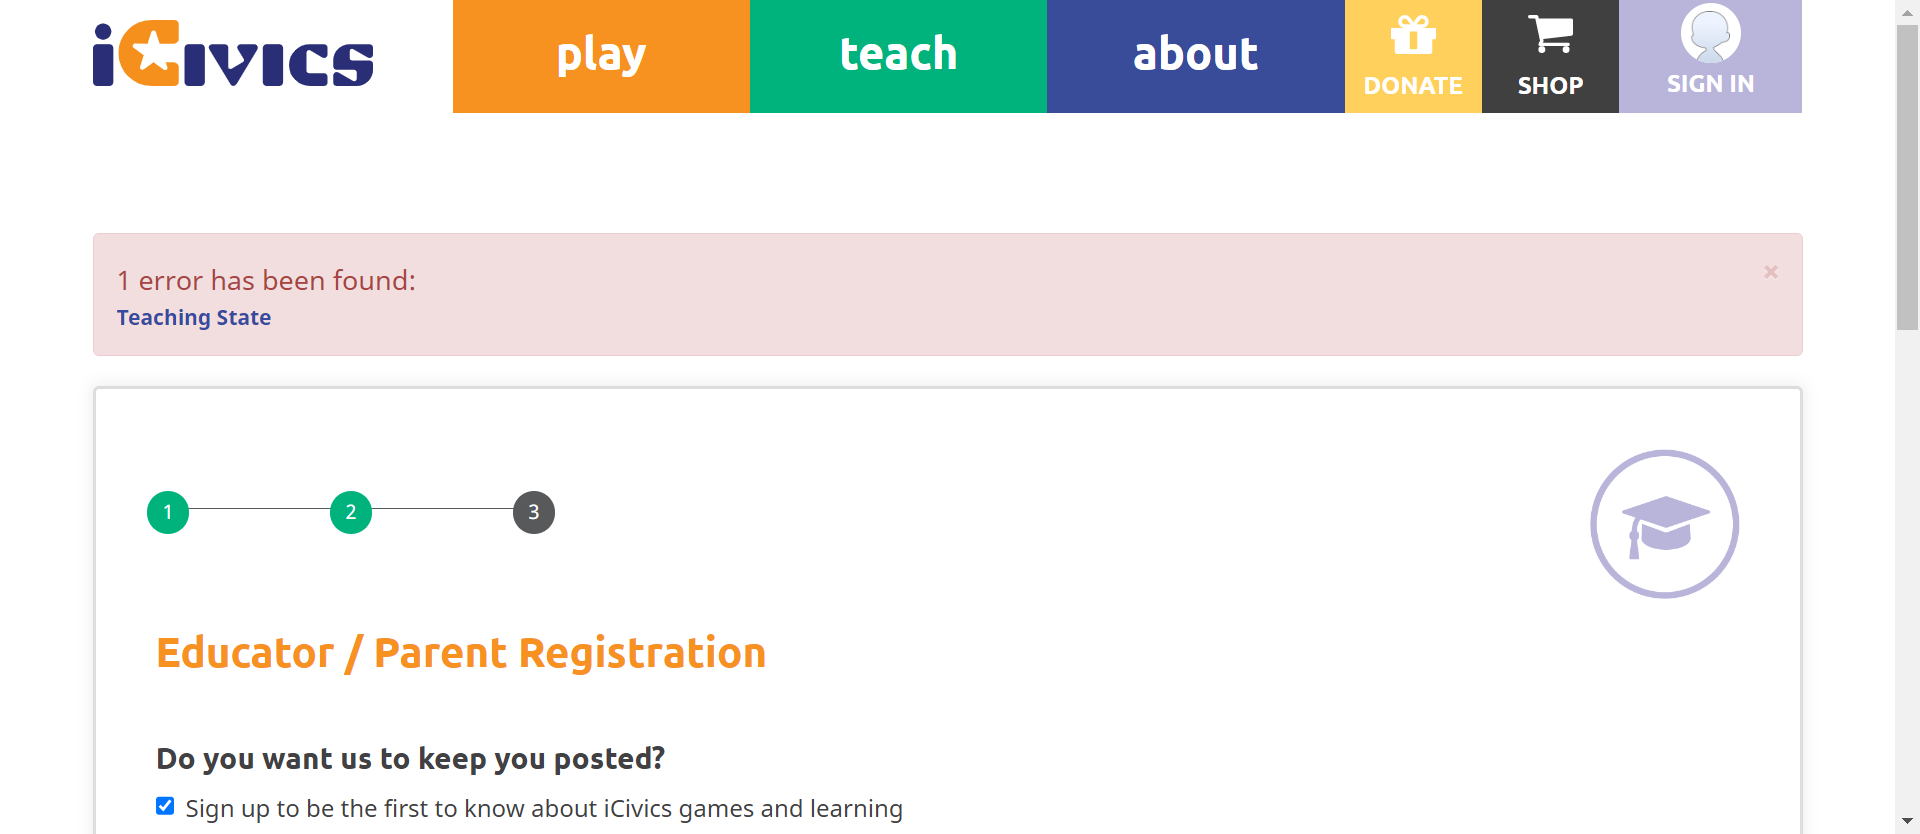 iCivics
play
teach
about
DONATE
SHOP
SIGN IN
1 error has been found:
×
Teaching State
1
2
3
Educator / Parent Registration
Do you want us to keep you posted?
Sign up to be the first to know about iCivics games and learning